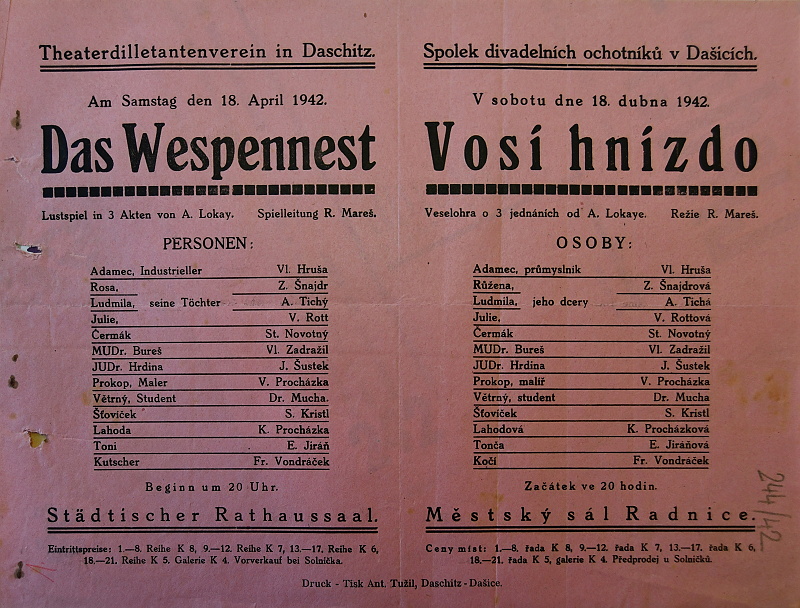 Theaterdilletantenverein in Daschitz.
Am Samstag den 18. April 1942.
Das Wespennest
Lustspiel in 3 Akten von A. Lokay. Spielleitung R. Mareš.
PERSONEN:
Adamec, Industrieller Vl. Hruša
Rosa, Z. Šnajdr
Ludmila, seine Töchter A. Tichý
Julie, V. Rott
Čermák St. Novotný
MUDr. Bureš Vl. Zadražil
JUDr. Hrdina J. Šustek
Prokop, Maler V. Procházka
Větrný, Student Dr. Mucha.
Šťovíček S. Kristl
Lahoda K. Procházka
Toni E. Jiráň
Kutscher Fr. Vondráček
Beginn um 20 Uhr.
Städtischer Rathaussaal.
Eintrittspreise: 1.—8. Reihe K 8, 9.—12. Reihe K 7, 13.—17. Reihe K 6,
18.—21. Reihe K 5. Galerie K 4. Vorverkauf bei Solnička.
Spolek divadelních ochotníků v Dašicích.
V sobotu dne 18. dubna 1942.
Vosí hnízdo
Veselohra o 3 jednáních od A. Lokaye. Režie R. Mareš.
OSOBY:
Adamec, průmyslník Vl. Hruša
Růžena, Z. Šnajdrová
Ludmila, jeho dcery A. Tichá
Julie, V. Rottová
Čermák St. Novotný
MUDr. Bureš Vl. Zadražil
JUDr. Hrdina J. Šustek
Prokop, malíř V. Procházka
Větrný, student Dr. Mucha
Šťovíček S. Kristl
Lahodová K. Procházková
Tonča E. Jiráňová
Kočí Fr. Vondráček
Začátek ve 20 hodin.
Městský sál Radnice.
Ceny míst: 1.—8. řada K 8, 9.—12. řada K 7, 13.—17. řada K 6,
18.—21. řada K 5, galerie K 4. Předprodej u Solničků.
Druck - Tisk Ant. Tužil, Daschitz - Dašice.
244/42